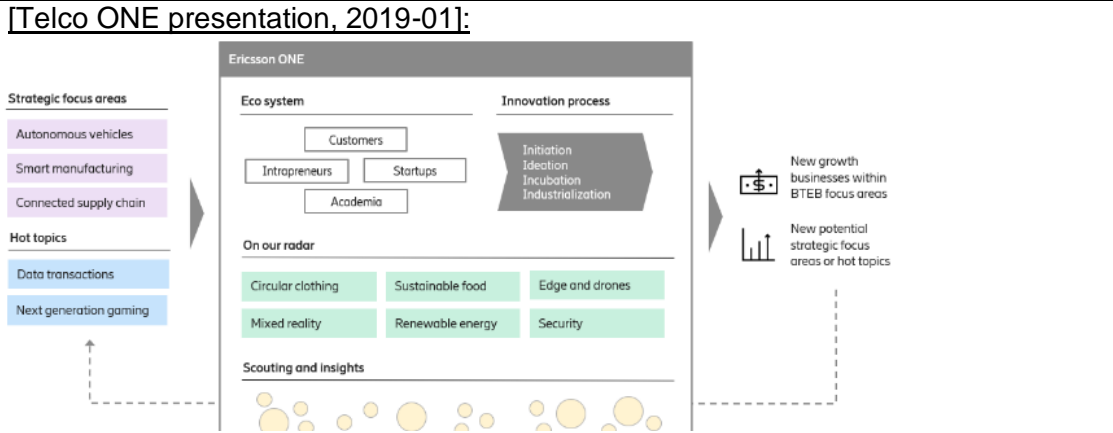 [Telco ONE presentation, 2019-01]:
Ericsson ONE
Strategic focus areas
Autonomous vehicles
Smart manufacturing
Connected supply chain
Hot topics
Data transactions
Next generation gaming
Eco system
Customers
Intrapreneurs
Startups
Academia
Innovation process
Initiation
Ideation
Incubation
Industrialization
On our radar
Circular clothing
Sustainable food
Edge and drones
Mixed reality
Renewable energy
Security
Scouting and insights
$
New growth
businesses within
BTEB focus areas
New potential
strategic focus
areas or hot topics